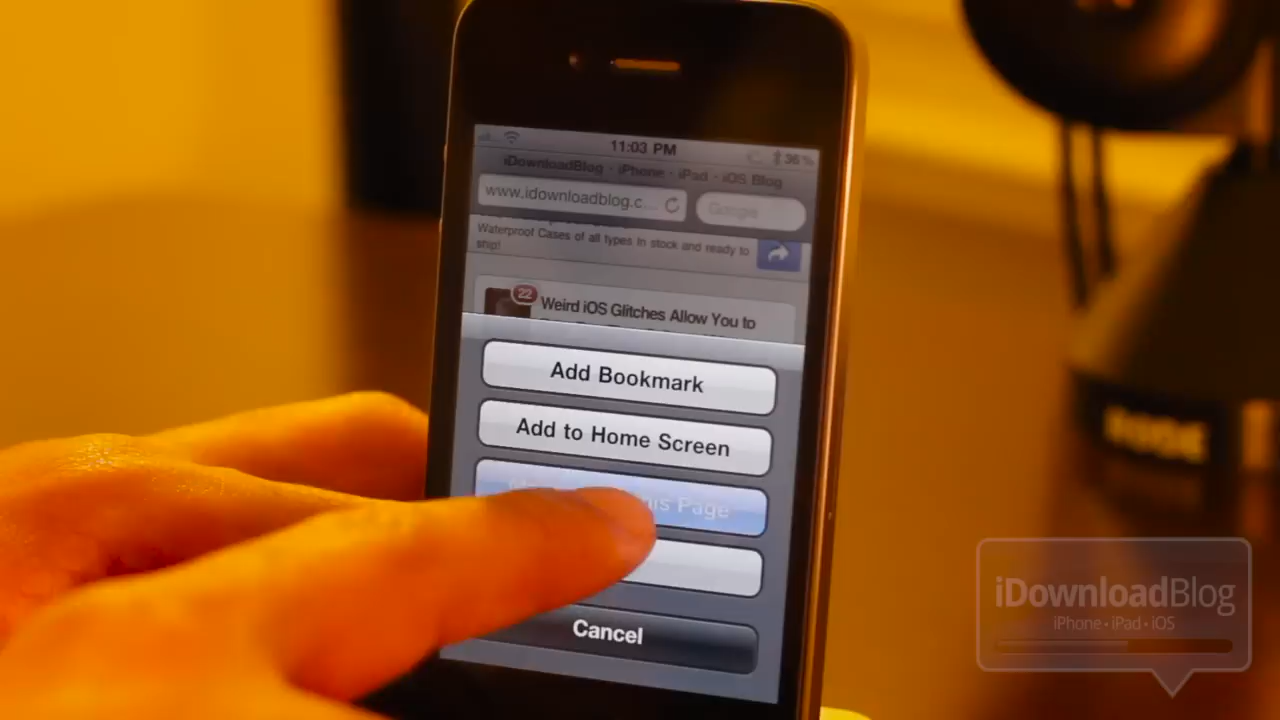 11:03 PM
36%
iDownloadBlog - iPhone - iPad - iOS Blog
www.idownloadblog.c...
Google
Waterproof Cases of all types In stock and ready to
ship!
22
Weird iOS Glitches Allow You to
Add Bookmark
Add to Home Screen
Page
Cancel
RODE
iDownloadBlog
iPhone • iPad • iOS